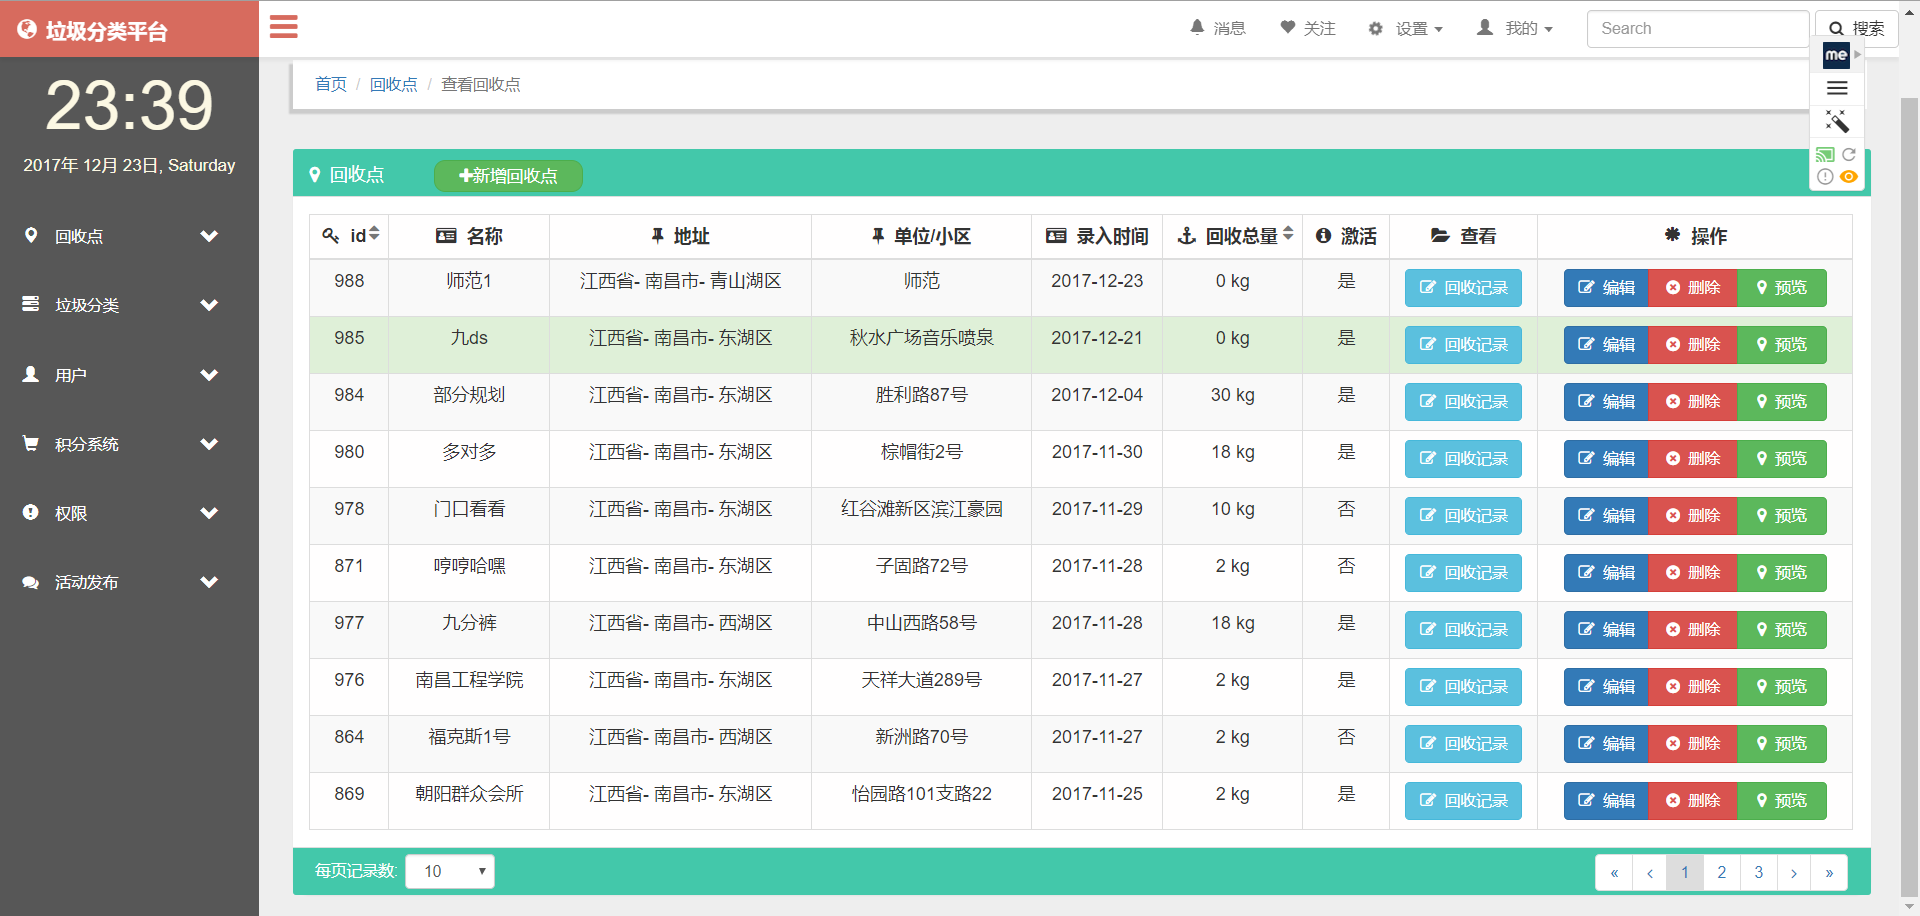 垃圾分类平台
消息 关注 设置 我的 Search 搜索
me
23:39
2017年 12月 23日, Saturday
回收点
垃圾分类
用户
积分系统
权限
活动发布
首页 / 回收点 / 查看回收点
回收点 新增回收点
id 名称 地址 单位/小区 录入时间 回收总量 激活 查看 操作
988 师范1 江西省- 南昌市- 青山湖区 师范 2017-12-23 0 kg 是 回收记录 编辑 删除 预览
985 九ds 江西省- 南昌市- 东湖区 秋水广场音乐喷泉 2017-12-21 0 kg 是 回收记录 编辑 删除 预览
984 部分规划 江西省- 南昌市- 东湖区 胜利路87号 2017-12-04 30 kg 是 回收记录 编辑 删除 预览
980 多对多 江西省- 南昌市- 东湖区 棕帽街2号 2017-11-30 18 kg 是 回收记录 编辑 删除 预览
978 门口看看 江西省- 南昌市- 东湖区 红谷滩新区滨江豪园 2017-11-29 10 kg 否 回收记录 编辑 删除 预览
871 哼哼哈嘿 江西省- 南昌市- 东湖区 子固路72号 2017-11-28 2 kg 否 回收记录 编辑 删除 预览
977 九分裤 江西省- 南昌市- 西湖区 中山西路58号 2017-11-28 18 kg 是 回收记录 编辑 删除 预览
976 南昌工程学院 江西省- 南昌市- 东湖区 天祥大道289号 2017-11-27 2 kg 是 回收记录 编辑 删除 预览
864 福克斯1号 江西省- 南昌市- 西湖区 新洲路70号 2017-11-27 2 kg 否 回收记录 编辑 删除 预览
869 朝阳群众会所 江西省- 南昌市- 东湖区 怡园路101支路22 2017-11-25 2 kg 是 回收记录 编辑 删除 预览
每页记录数: 10 « ‹ 1 2 3 › »